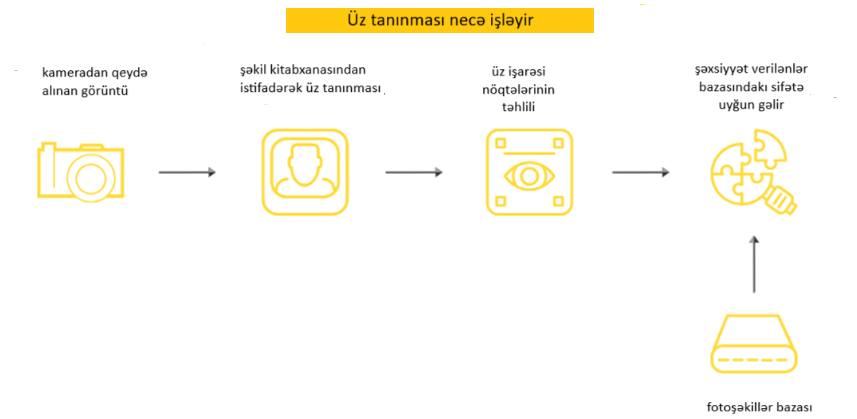 Üz tanınması necə işləyir
kameradan qeydə
alınan görüntü
şəkil kitabxanasından
istifadərək üz tanınması
üz işarəsi
nöqtələrinin
təhlili
şəxsiyyət verilənlər
bazasındakı sifətə
uyğun gəlir
fotoşəkillər bazası